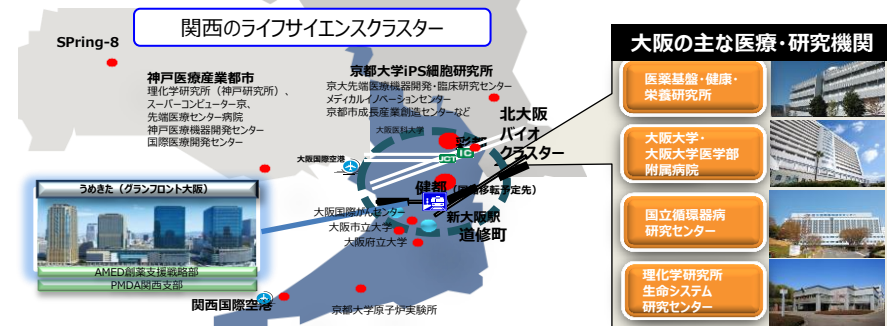 関西のライフサイエンスクラスター
SPring-8
神戸医療産業都市
理化学研究所（神戸研究所）、
スーパーコンピューター京、
先端医療センター病院
神戸医療機器開発センター
国際医療開発センター
京都大学iPS細胞研究所
京大先端医療機器開発・臨床研究センター
メディカルイノベーションセンター
京都市成長産業創造センターなど
大阪医科大学
北大阪
バイオ
クラスター
彩都
IC
JCT
大阪国際空港
健都
新大阪駅
道修町
大阪国際がんセンター
大阪市立大学
大阪府立大学
うめきた（グランフロント大阪）
AMED創薬支援戦略部
PMDA関西支部
関西国際空港
京都大学原子炉実験所
大阪の主な医療・研究機関
医薬基盤・健康・
栄養研究所
大阪大学・
大阪大学医学部
附属病院
国立循環器病
研究センター
理化学研究所
生命システム
研究センター